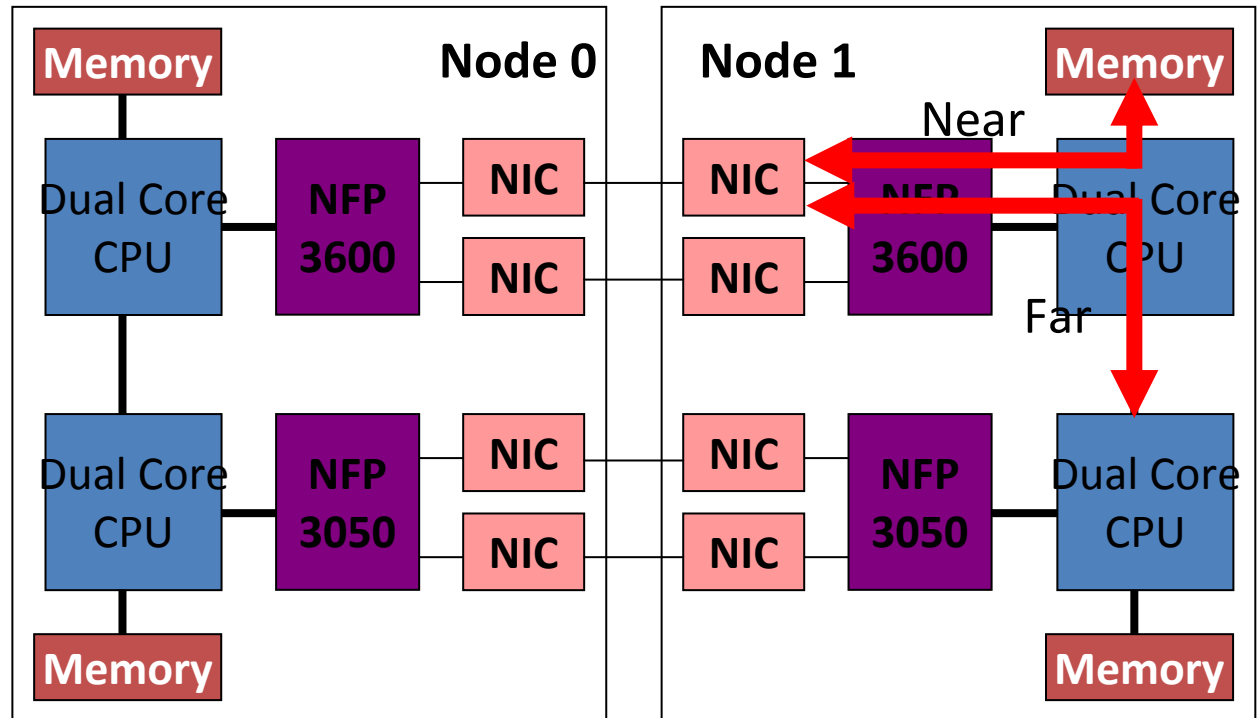 Memory
Node 0
Dual Core
CPU
NFP
3600
NIC
NIC
Dual Core
CPU
NFP
3050
NIC
NIC
Memory
Node 1
Memory
Near
NIC
NIC
NFP
3600
Dual Core
CPU
Far
NIC
NIC
NFP
3050
Dual Core
CPU
Memory